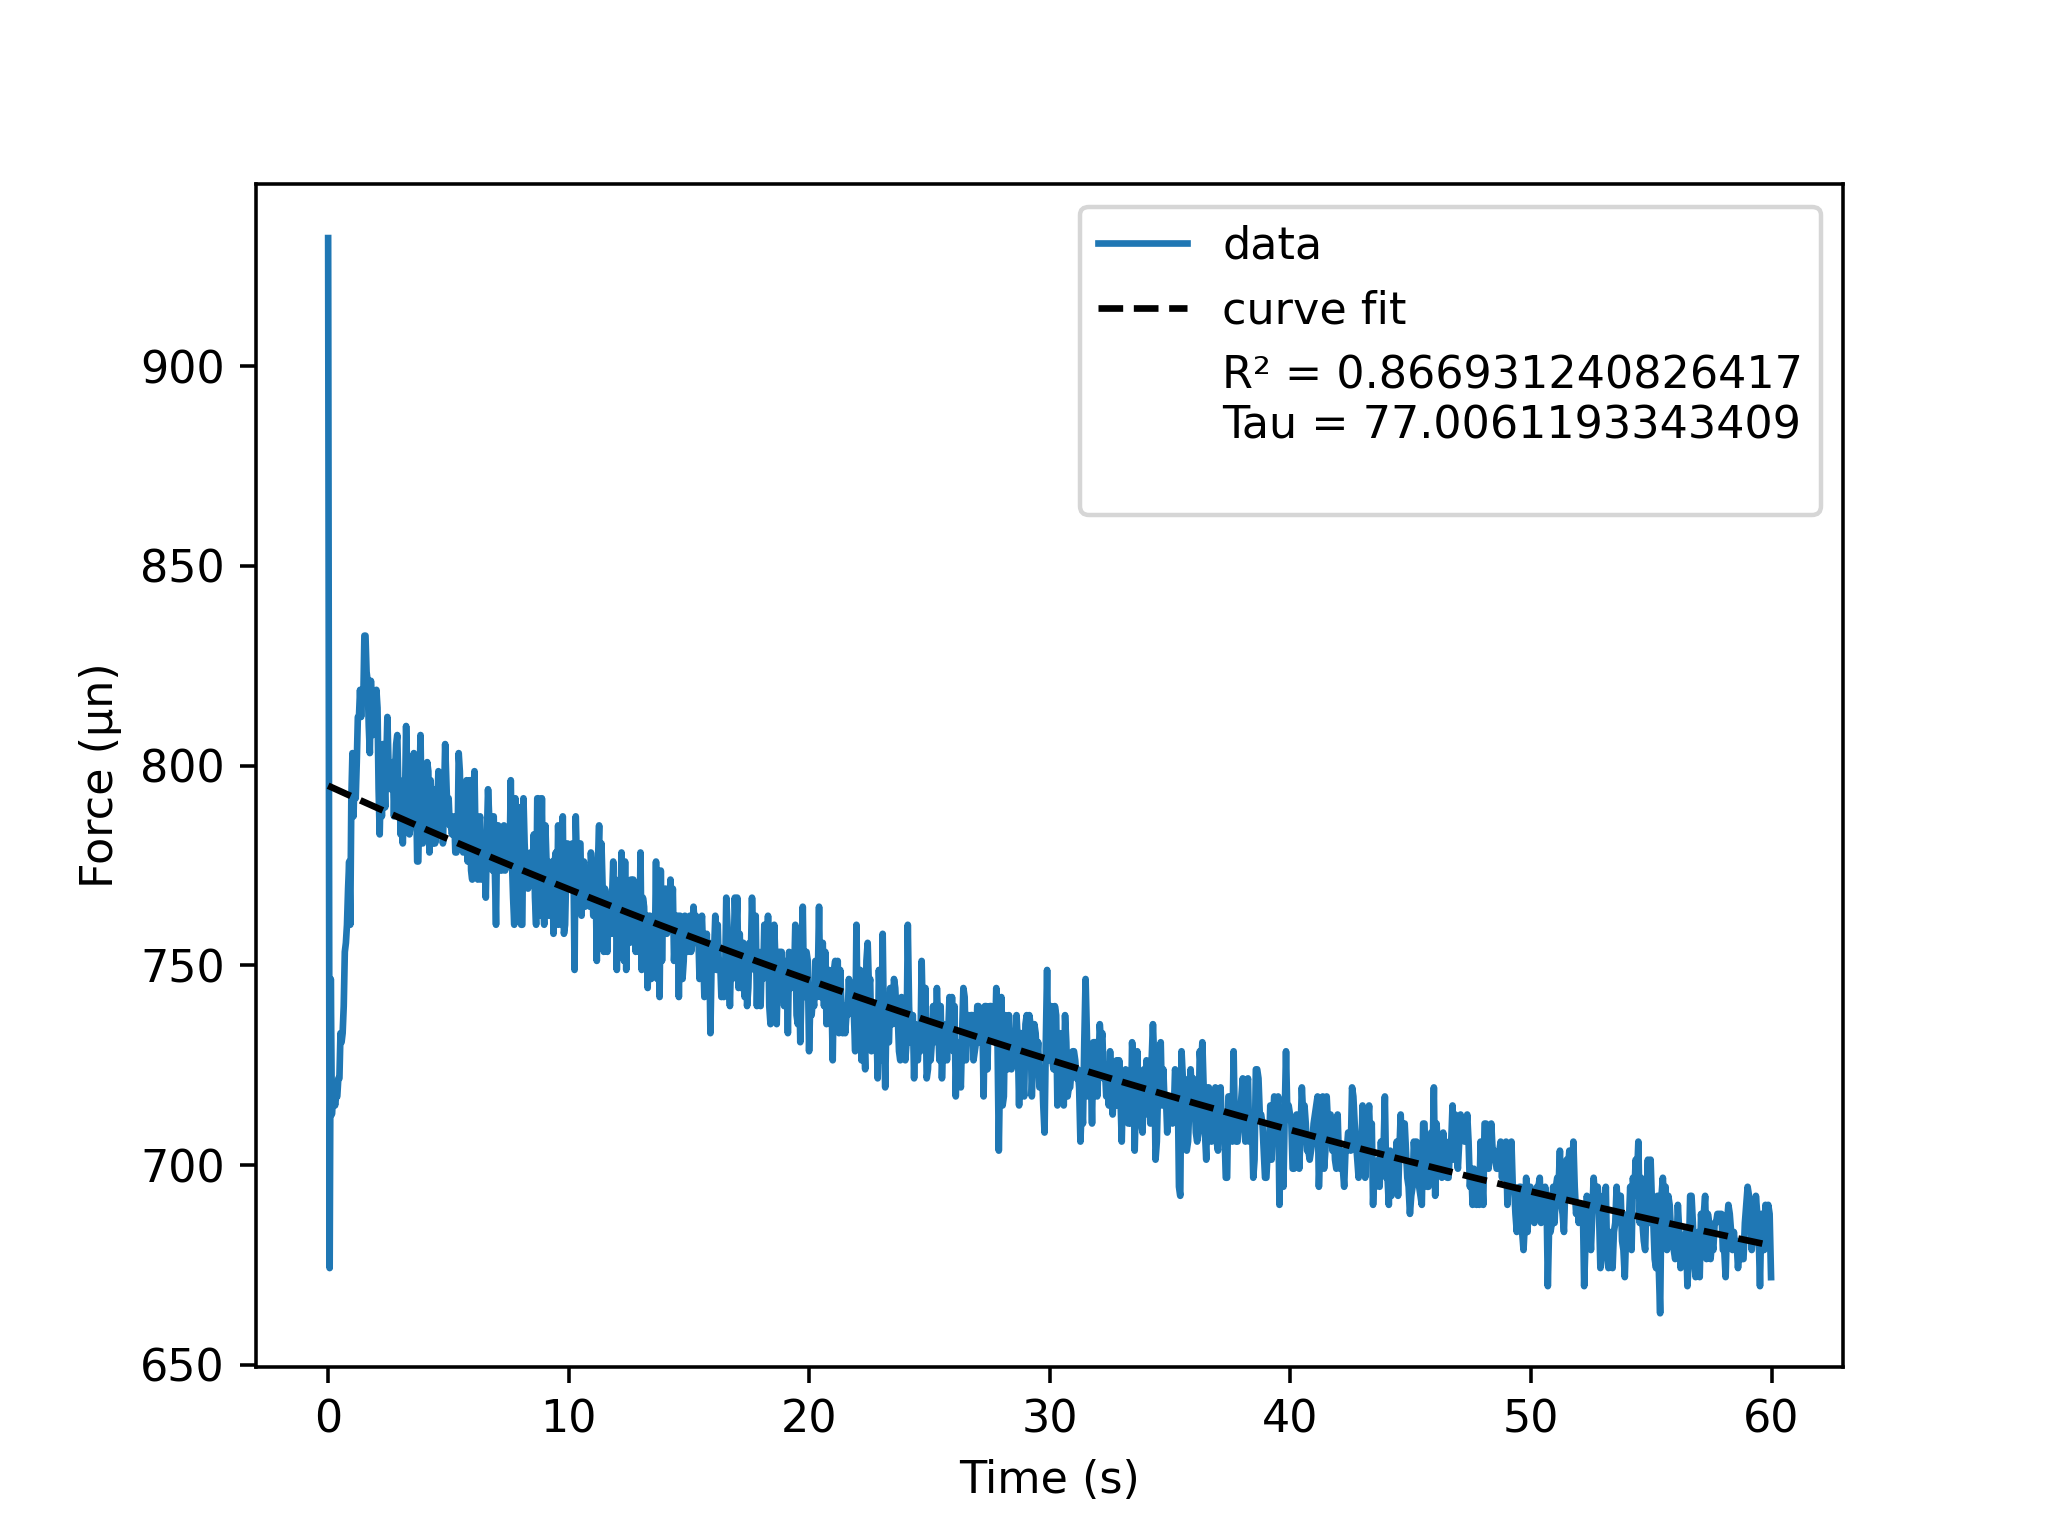 data
curve fit
R² = 0.866931240826417
Tau = 77.0061193343409
900
850
800
750
700
650
Force (μn)
0 10 20 30 40 50 60
Time (s)